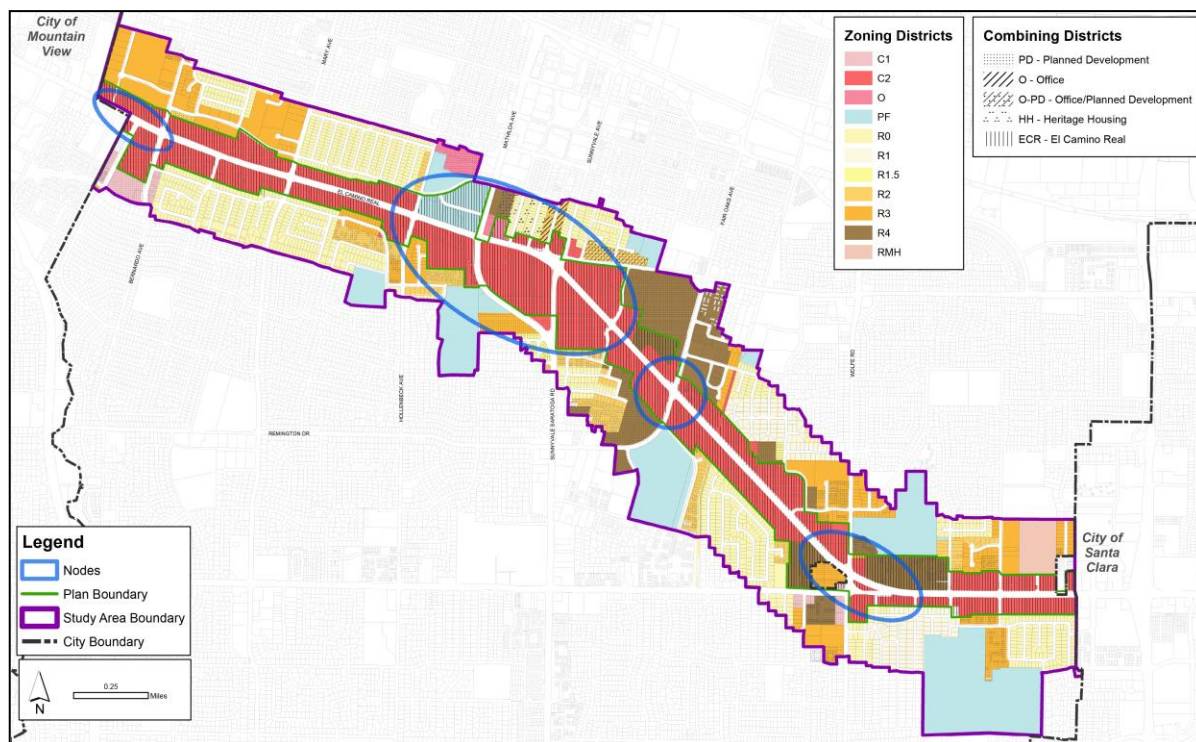 City of
Mountain
View
MARY AVE
MATHILDA AVE
SUNNYVALE AVE
FAIR OAKS AVE
EL CAMINO REAL
BERNARDO AVE
HOLLENBECK AVE
REMINGTON DR
SUNNYVALE SARATOGA RD
WOLFE RD
City of
Santa
Clara
Zoning Districts
C1
C2
O
PF
R0
R1
R1.5
R2
R3
R4
RMH
Combining Districts
PD - Planned Development
O - Office
O-PD - Office/Planned Development
HH - Heritage Housing
ECR - El Camino Real
Legend
Nodes
Plan Boundary
Study Area Boundary
City Boundary
N
0.25
Miles